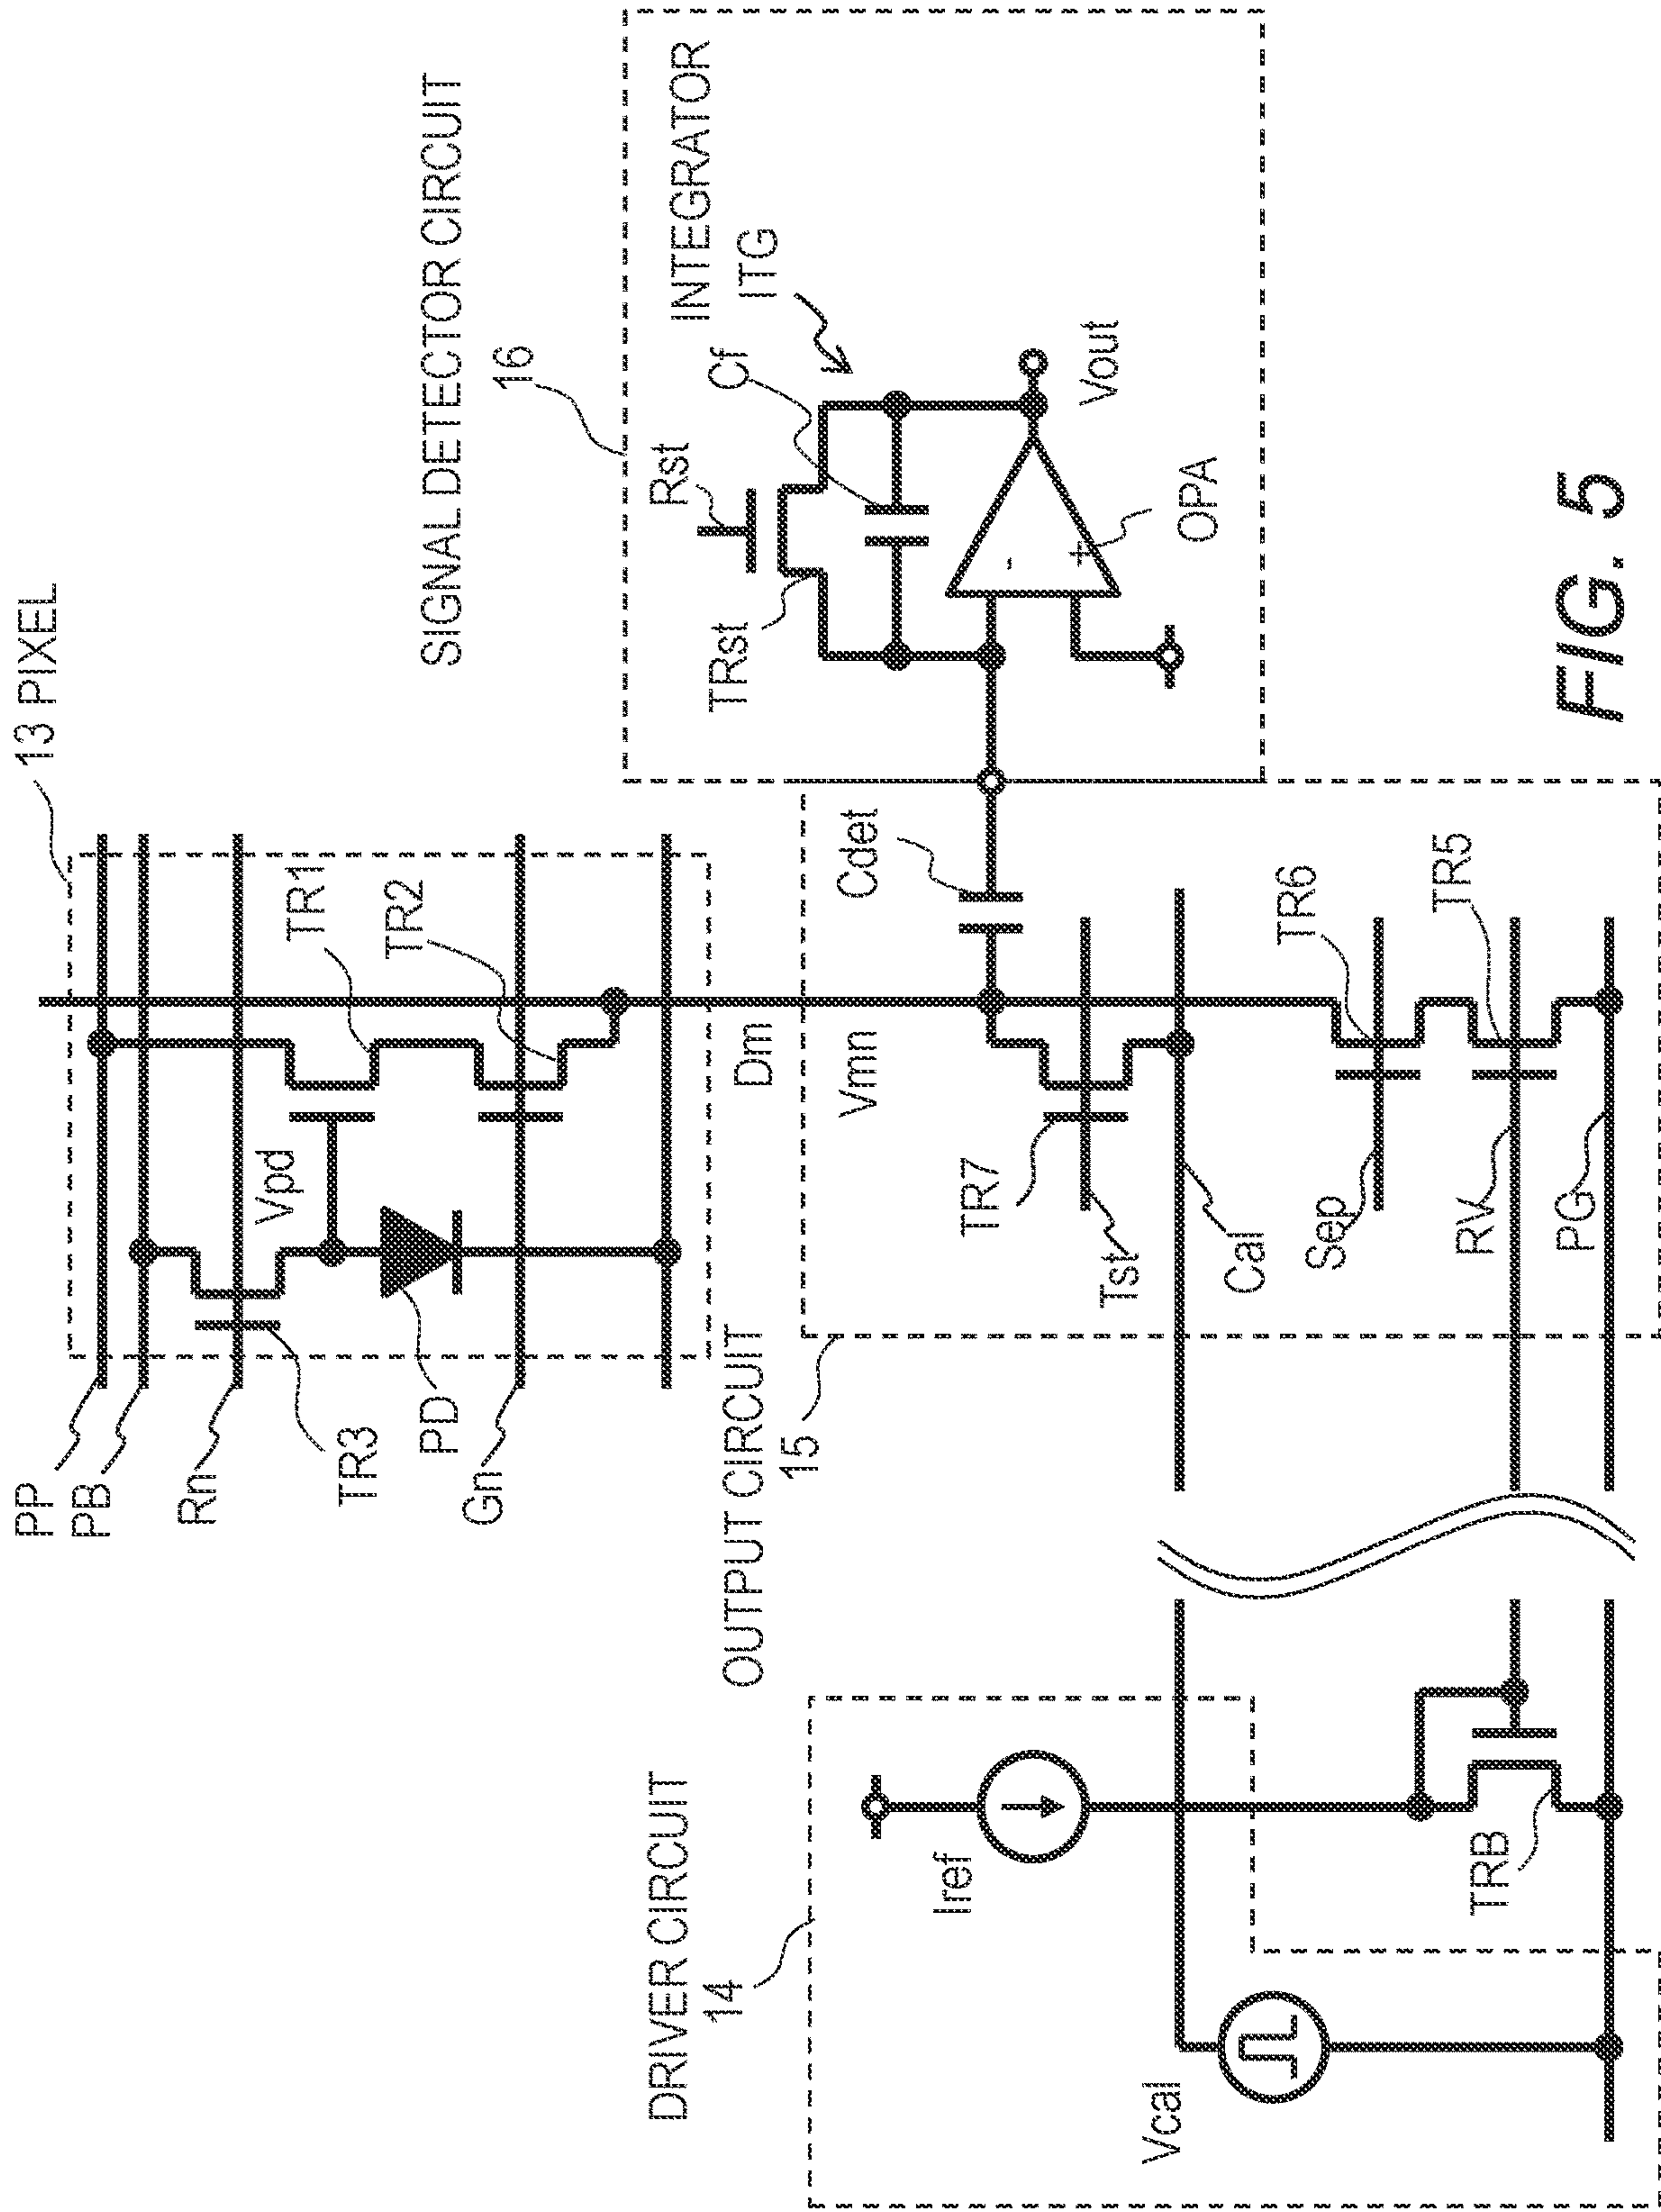 13 PIXEL
PP
PB
Rn
TR3
PD
Gn
Vpd
TR1
TR2
Dm
SIGNAL DETECTOR CIRCUIT
16
INTEGRATOR
ITG
Rst
TRst
Cf
-
+
OPA
Vout
OUTPUT CIRCUIT
15
Vmn
Cdet
TR7
Tst
Cal
Sep
TR6
RV
TR5
PG
DRIVER CIRCUIT
14
Iref
Vcal
TRB
FIG. 5